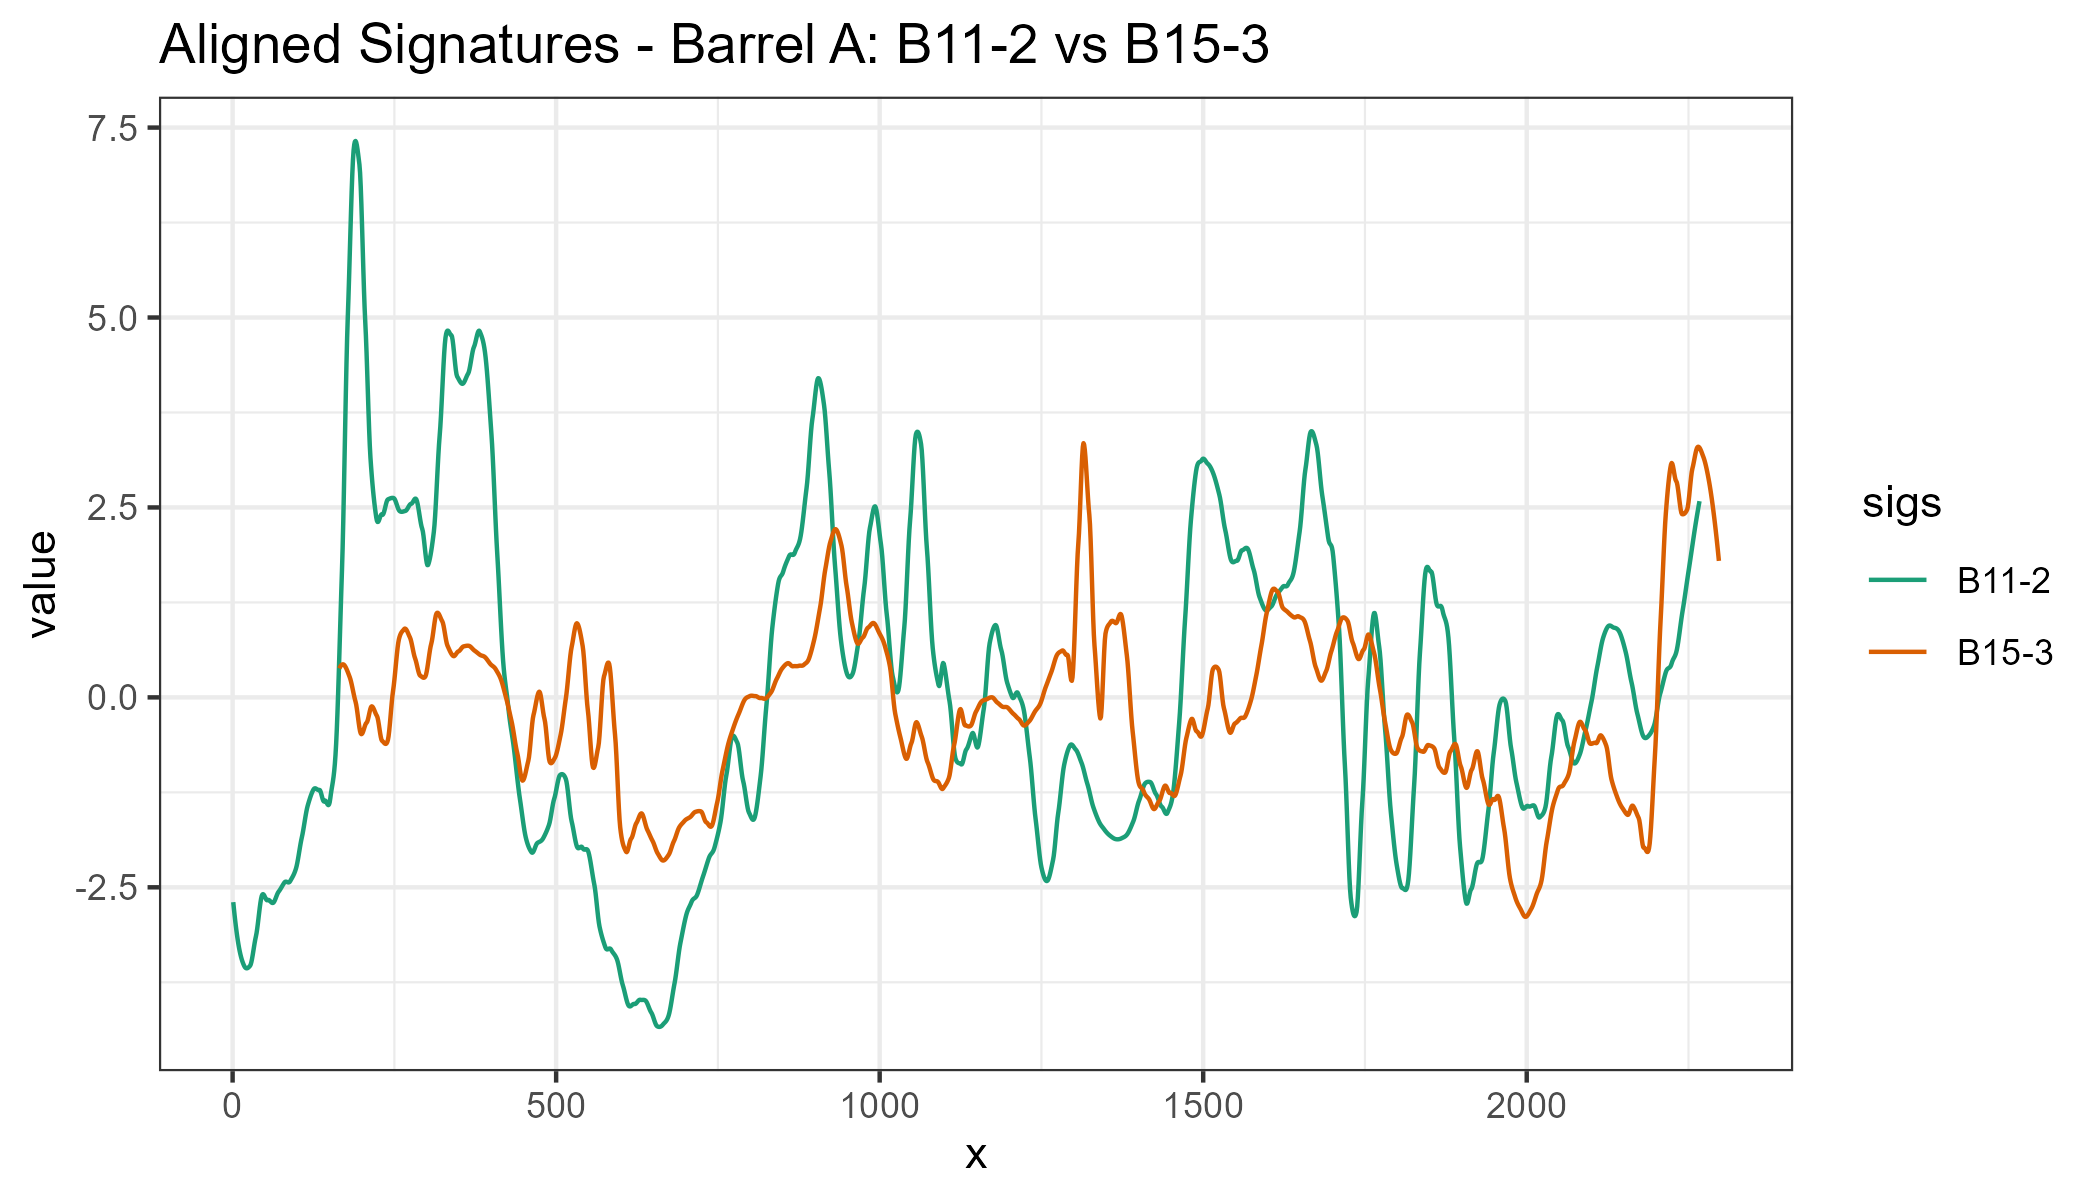 Aligned Signatures - Barrel A: B11-2 vs B15-3
7.5
5.0
2.5
0.0
-2.5
value
0 500 1000 1500 2000
x
sigs
B11-2
B15-3